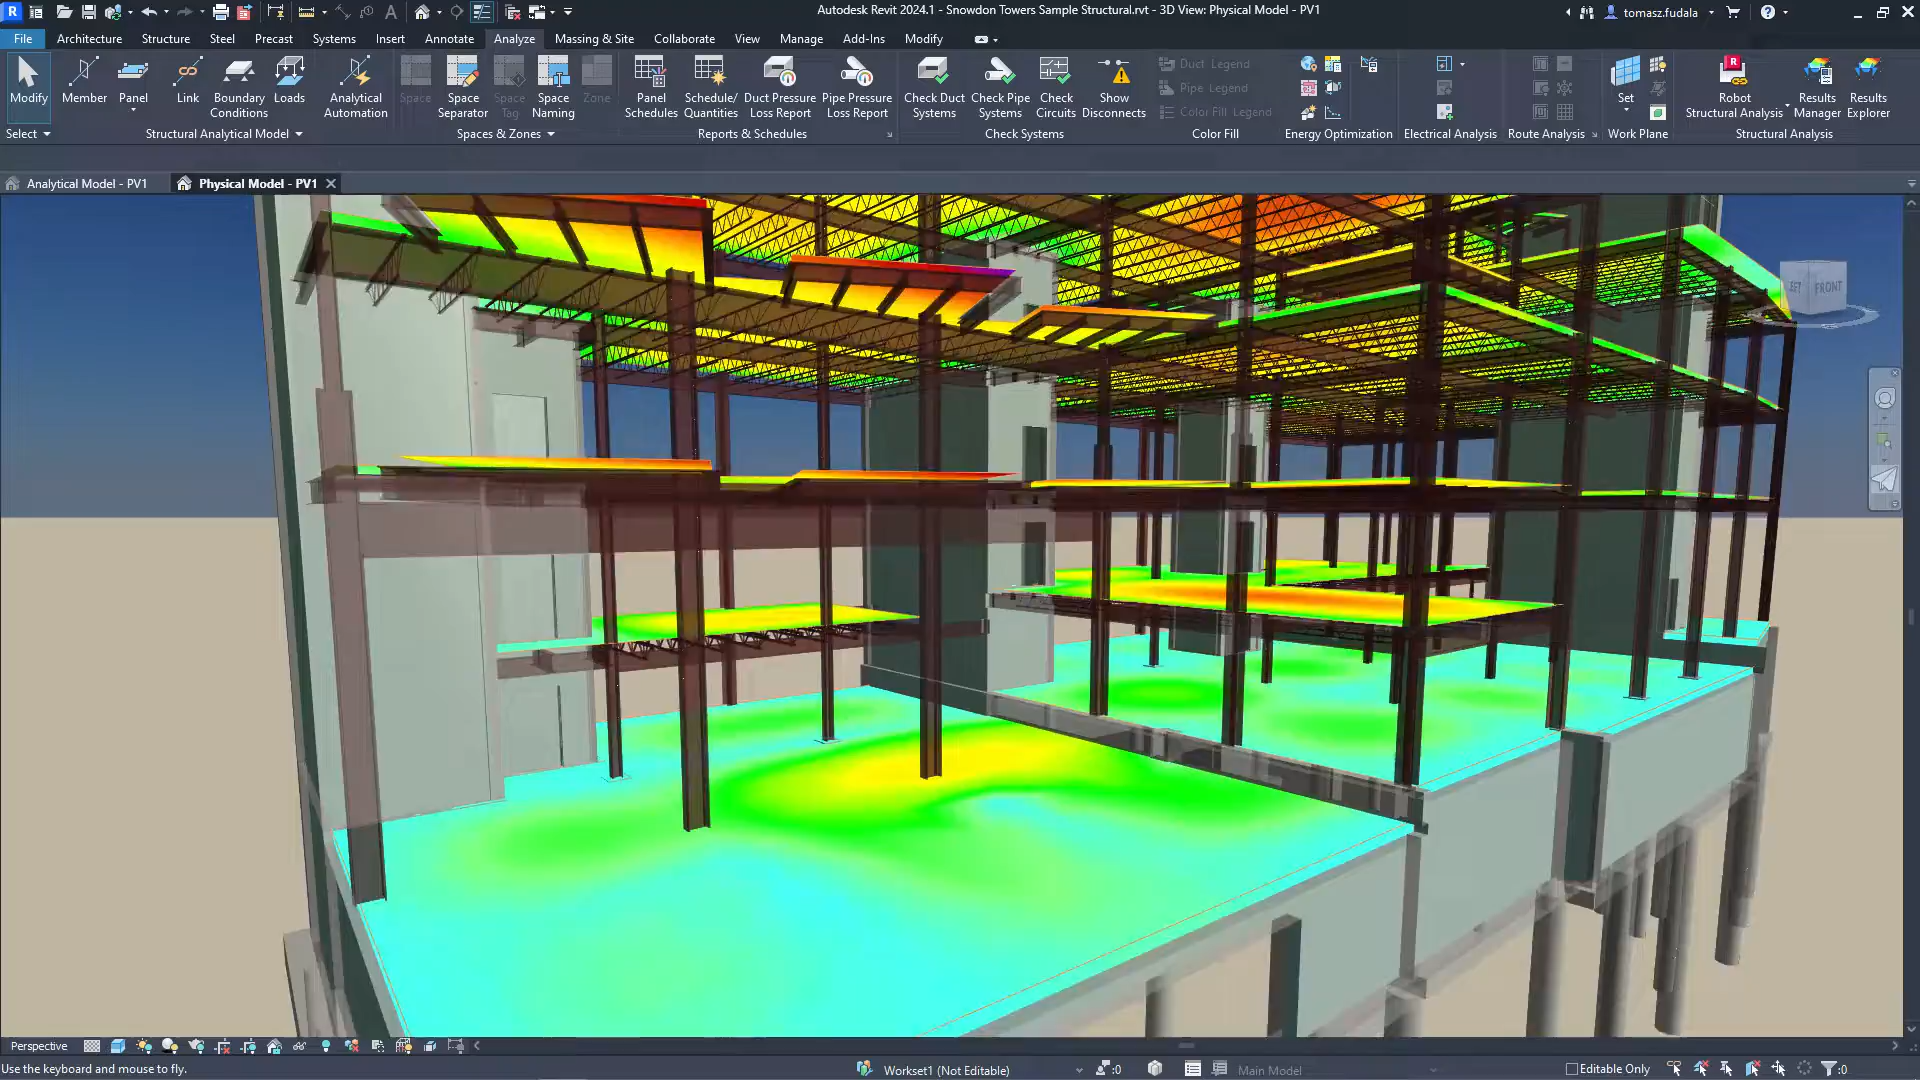 R
Autodesk Revit 2024.1 - Snowdon Towers Sample Structural.rvt - 3D View: Physical Model - PV1
tomasz.fudala
File Architecture Structure Steel Precast Systems Insert Annotate Analyze Massing & Site Collaborate View Manage Add-Ins Modify
Modify
Member
Panel
Link
Boundary
Conditions
Loads
Analytical
Automation
Space
Space
Separator
Space
Tag
Space
Naming
Zone
Panel
Schedules
Schedule/
Quantities
Duct Pressure
Loss Report
Pipe Pressure
Loss Report
Check Duct
Systems
Check Pipe
Systems
Check
Circuits
Show
Disconnects
Duct Legend
Pipe Legend
Color Fill Legend
Set
R
Robot
Structural Analysis
Results
Manager
Results
Explorer
Select Structural Analytical Model Spaces & Zones Reports & Schedules Check Systems Color Fill Energy Optimization Electrical Analysis Route Analysis Work Plane Structural Analysis
Analytical Model - PV1
Physical Model - PV1
FRONT
Perspective
Use the keyboard and mouse to fly.
Workset1 (Not Editable)
:0
Main Model
Editable Only
:0